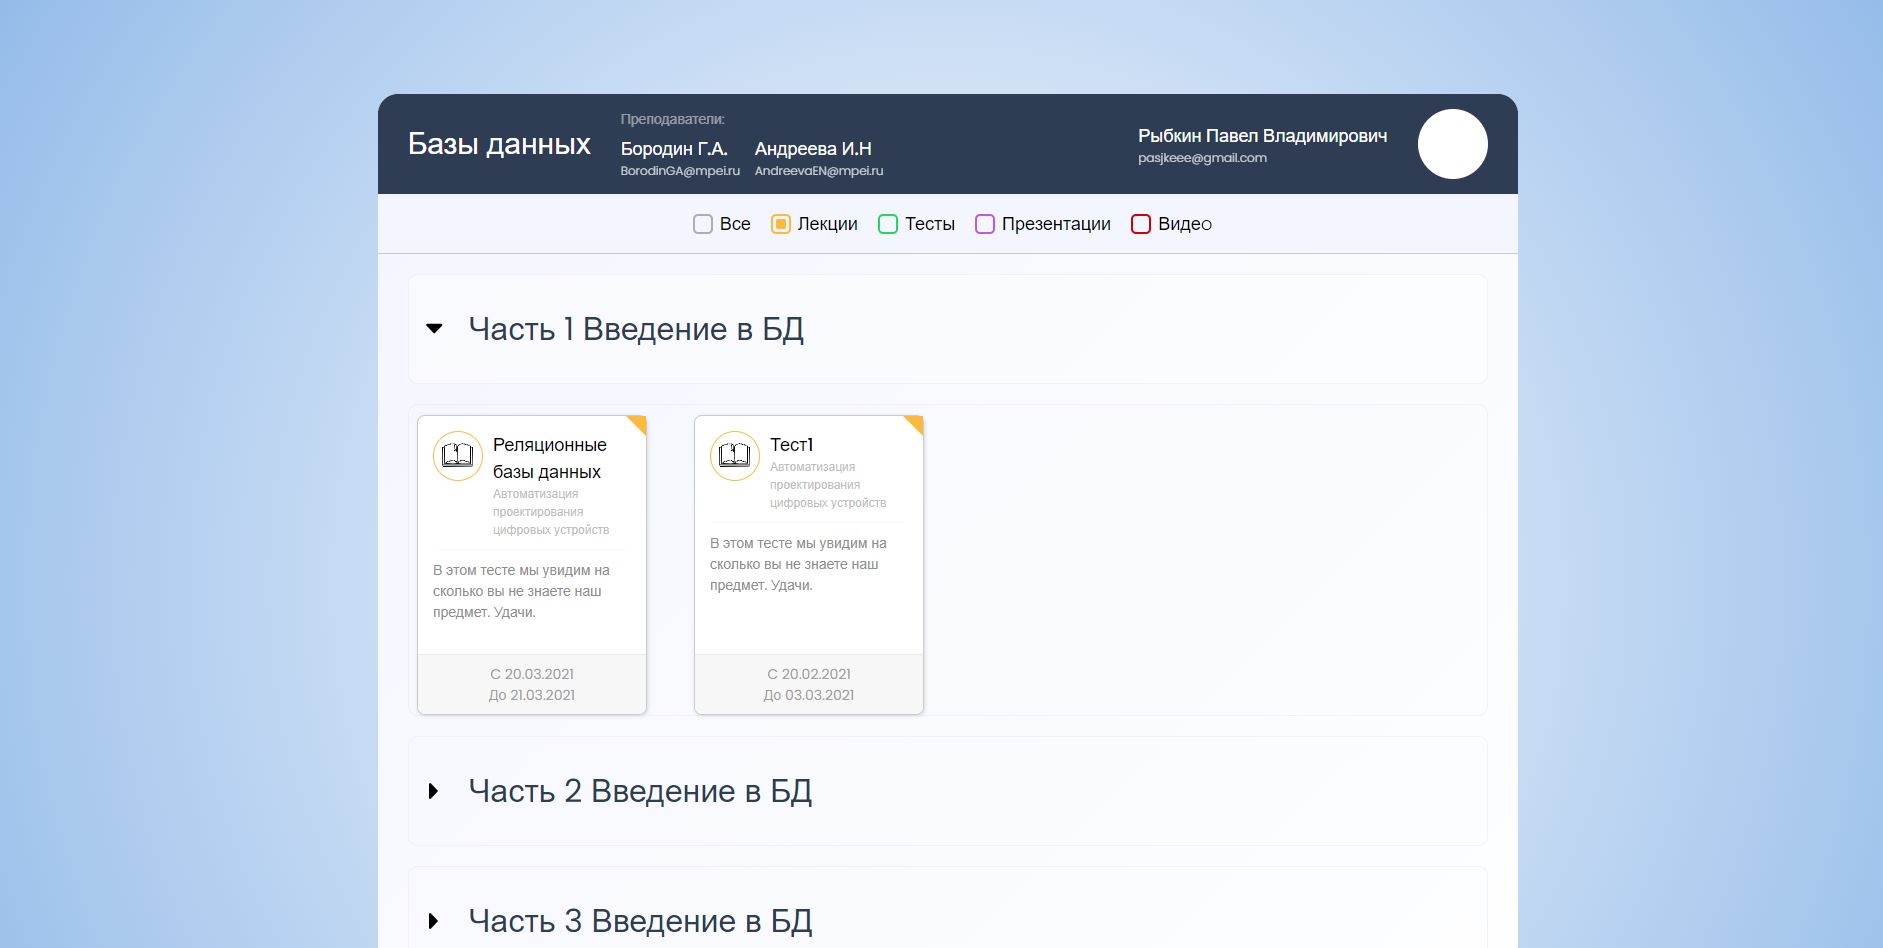 Базы данных
Преподаватели:
Бородин Г.А.
BorodinGA@mpei.ru
Андреева И.Н
AndreevaEN@mpei.ru
Рыбкин Павел Владимирович
pasjkeee@gmail.com
Все Лекции Тесты Презентации Видео
Часть 1 Введение в БД
Реляционные
базы данных
Автоматизация
проектирования
цифровых устройств
В этом тесте мы увидим на
сколько вы не знаете наш
предмет. Удачи.
С 20.03.2021
До 21.03.2021
Тест1
Автоматизация
проектирования
цифровых устройств
В этом тесте мы увидим на
сколько вы не знаете наш
предмет. Удачи.
С 20.02.2021
До 03.03.2021
Часть 2 Введение в БД
Часть 3 Введение в БД